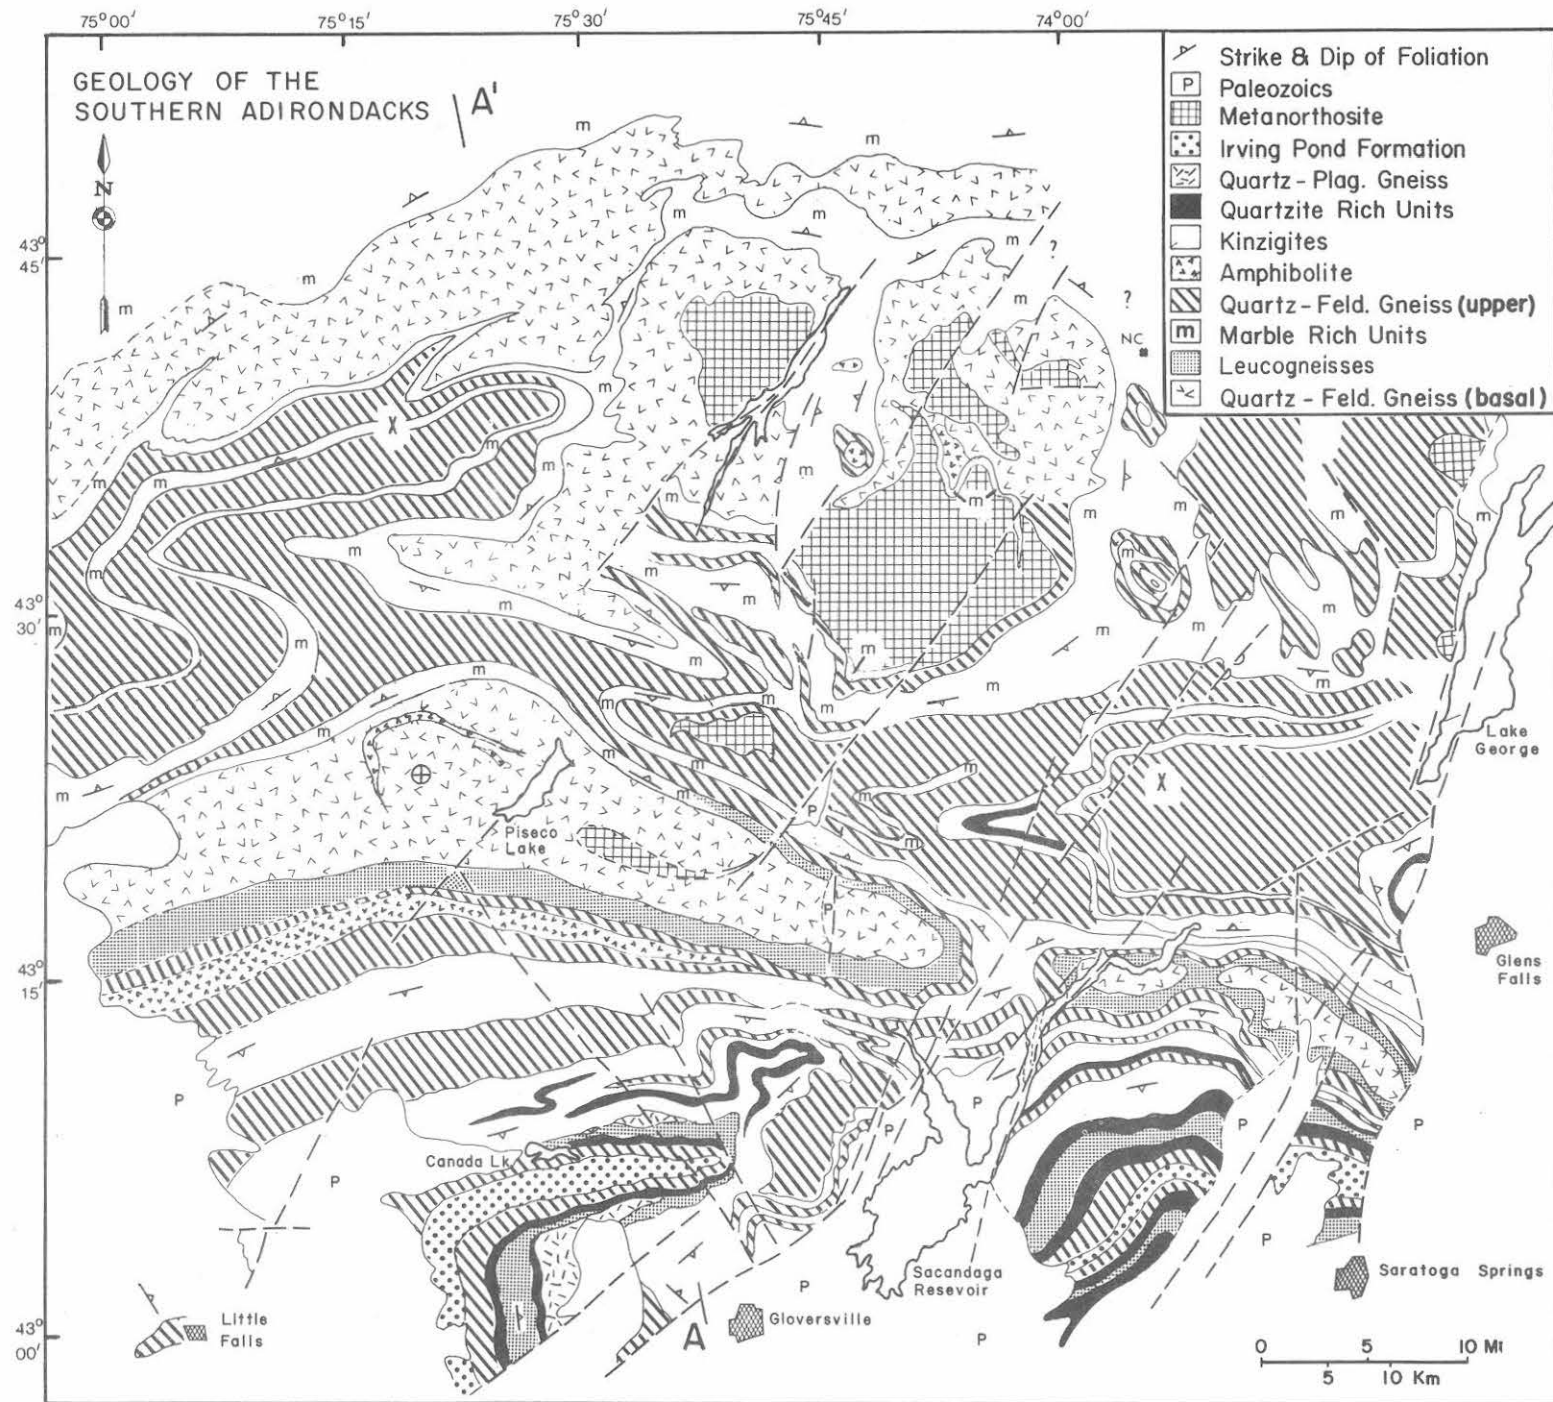 75°00' 75°15' 75°30' 75°45' 74°00'
GEOLOGY OF THE
SOUTHERN ADIRONDACKS
A'
N
43°
45'
43°
30'
43°
15'
43°
00'
Strike & Dip of Foliation
P Paleozoics
Metanorthosite
Irving Pond Formation
Quartz-Plag. Gneiss
Quartzite Rich Units
Kinzigites
Amphibolite
Quartz-Feld. Gneiss (upper)
m Marble Rich Units
Leucogneisses
Quartz-Feld. Gneiss (basal)
?
?
NC
Lake
George
Piseco
Lake
Glens
Falls
Canada Lk.
Sacandaga
Resevoir
Saratoga Springs
Little
Falls
Gloversville
A
0 5 10 Mi
5 10 Km